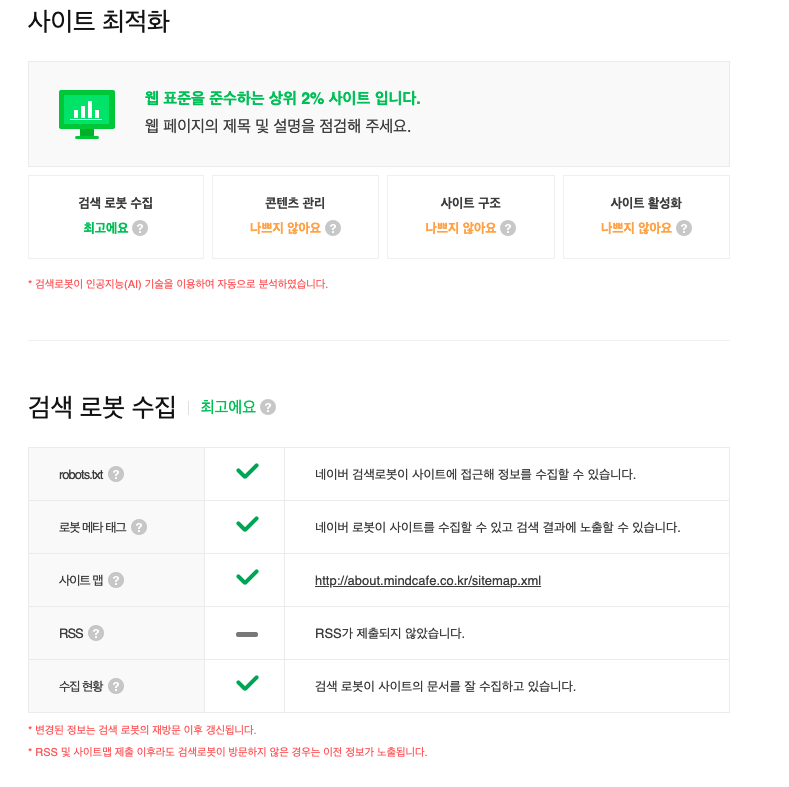 사이트 최적화
웹 표준을 준수하는 상위 2% 사이트 입니다.
웹 페이지의 제목 및 설명을 점검해 주세요.
검색 로봇 수집
최고에요 ?
콘텐츠 관리
나쁘지 않아요 ?
사이트 구조
나쁘지 않아요 ?
사이트 활성화
나쁘지 않아요 ?
* 검색로봇이 인공지능(AI) 기술을 이용하여 자동으로 분석하였습니다.
검색 로봇 수집 | 최고에요 ?
robots.txt ?
네이버 검색로봇이 사이트에 접근해 정보를 수집할 수 있습니다.
로봇 메타 태그 ?
네이버 로봇이 사이트를 수집할 수 있고 검색 결과에 노출할 수 있습니다.
사이트 맵 ?
http://about.mindcafe.co.kr/sitemap.xml
RSS ?
RSS가 제출되지 않았습니다.
수집 현황 ?
검색 로봇이 사이트의 문서를 잘 수집하고 있습니다.
* 변경된 정보는 검색 로봇의 재방문 이후 갱신됩니다.
* RSS 및 사이트맵 제출 이후라도 검색로봇이 방문하지 않은 경우는 이전 정보가 노출됩니다.